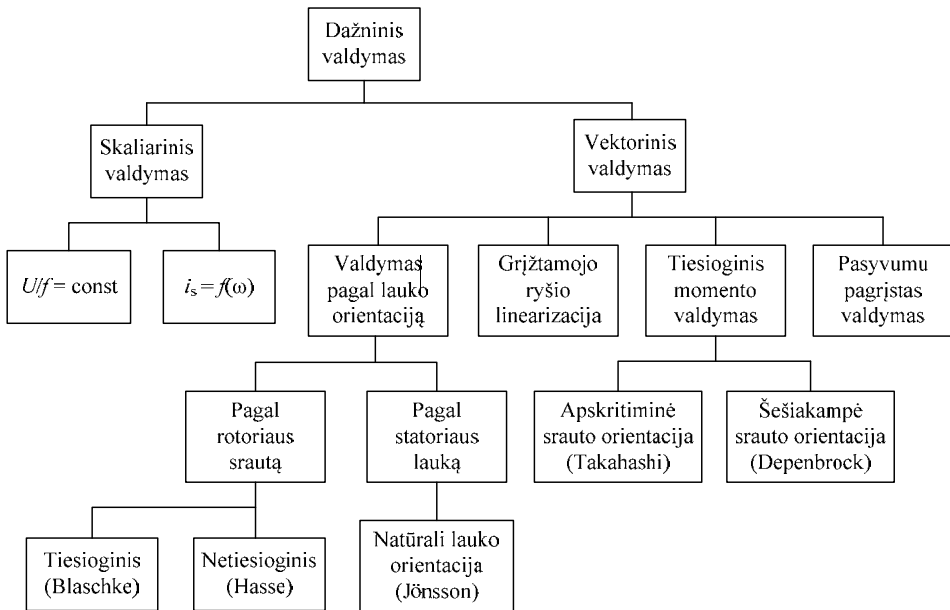 Dažninis
valdymas
Skaliarinis
valdymas
Vektorinis
valdymas
U/f = const
iₛ = f(ω)
Valdymas
pagal lauko
orientaciją
Grįžtamojo
ryšio
linearizacija
Tiesioginis
momento
valdymas
Pasyvumu
pagrįstas
valdymas
Pagal
rotoriaus
srautą
Pagal
statoriaus
lauką
Apskritiminė
srauto orientacija
(Takahashi)
Šešiakampė
srauto orientacija
(Depenbrock)
Tiesioginis
(Blaschke)
Netiesioginis
(Hasse)
Natūrali lauko
orientacija
(Jönsson)